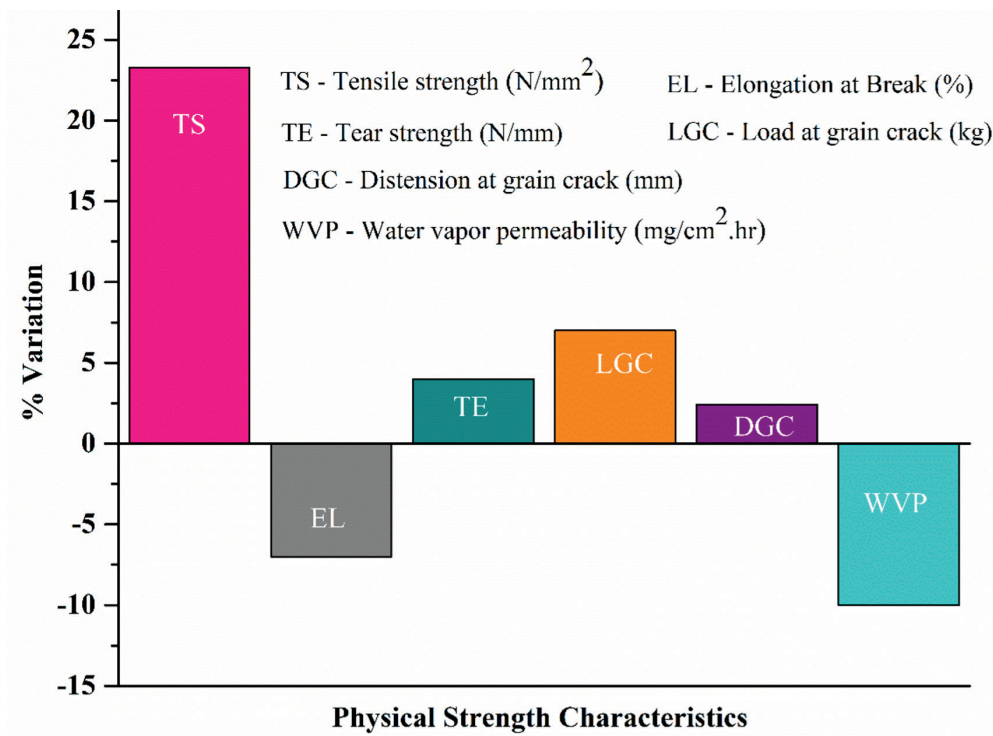 25
20
15
10
5
0
-5
-10
-15
% Variation
TS - Tensile strength (N/mm²)
EL - Elongation at Break (%)
TE - Tear strength (N/mm)
LGC - Load at grain crack (kg)
DGC - Distension at grain crack (mm)
WVP - Water vapor permeability (mg/cm².hr)
TS
EL
TE
LGC
DGC
WVP
Physical Strength Characteristics